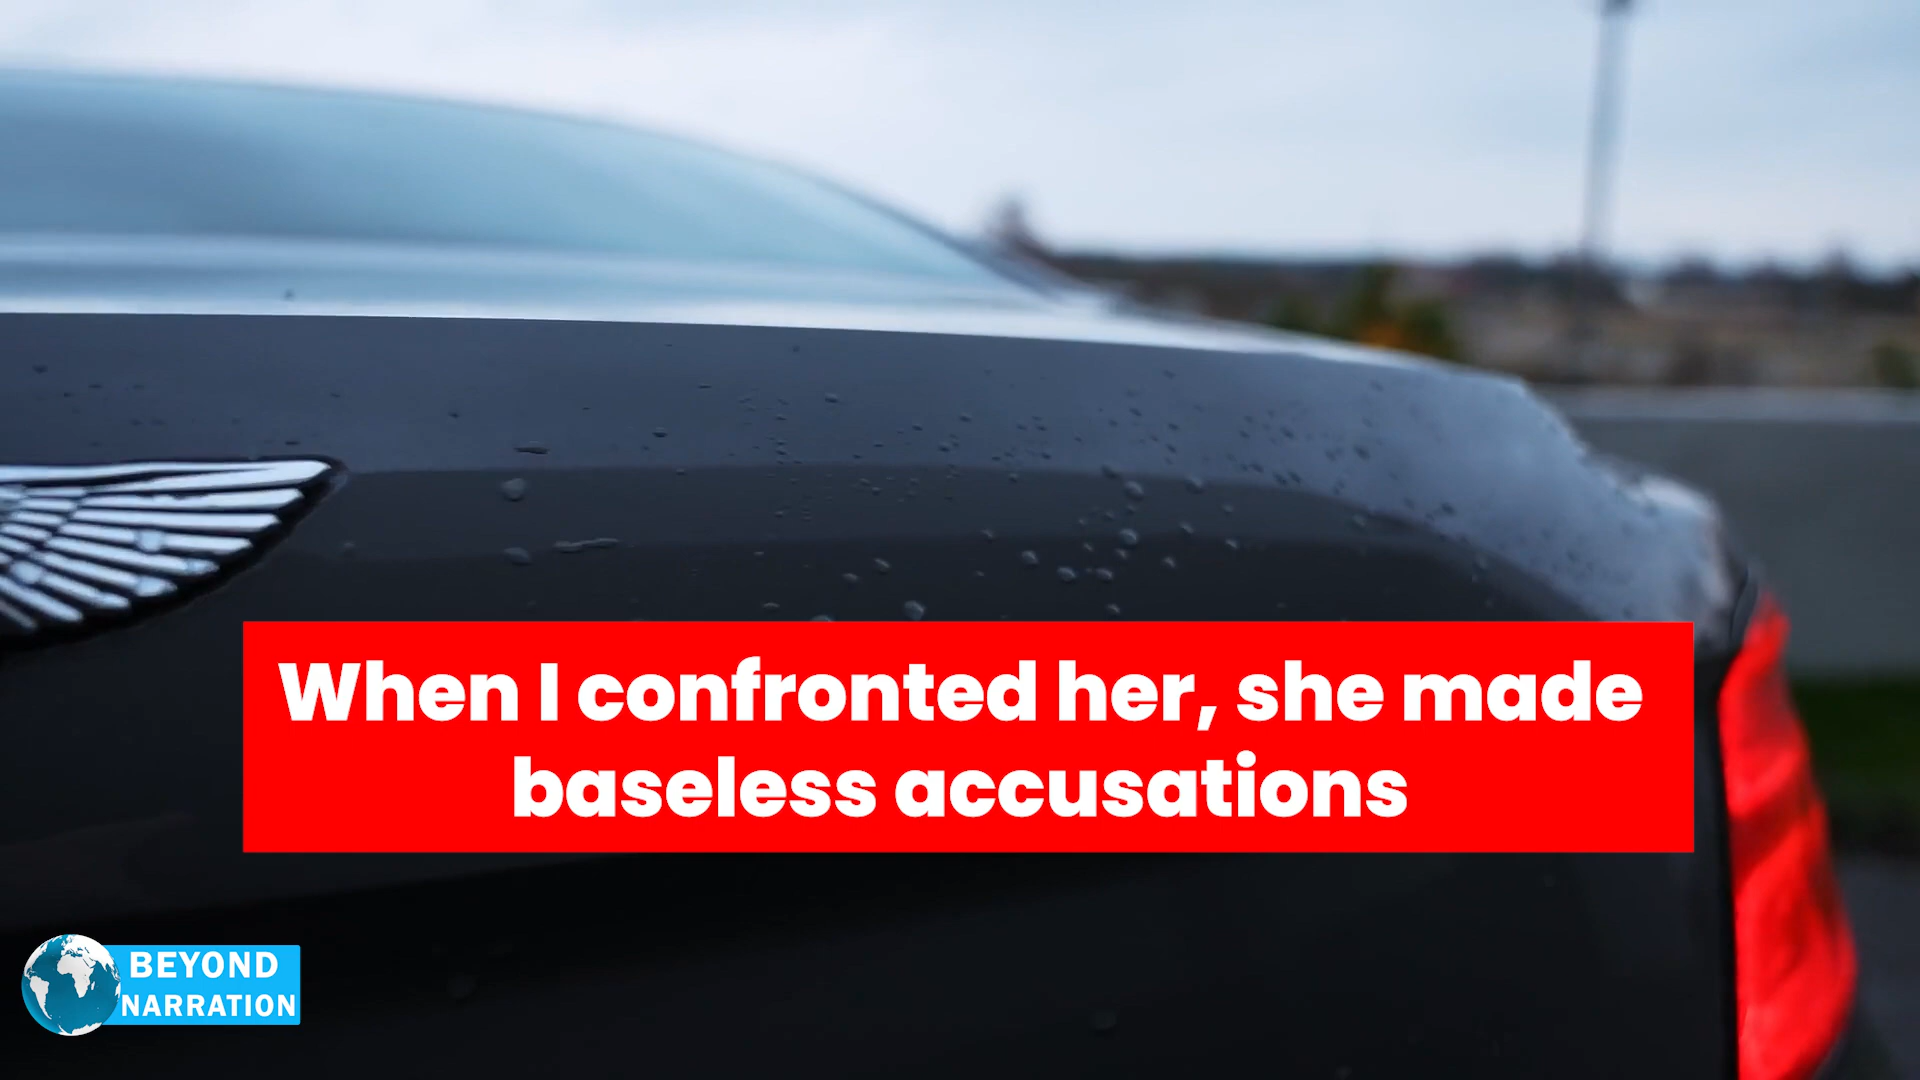 When I confronted her, she made
baseless accusations
BEYOND
NARRATION